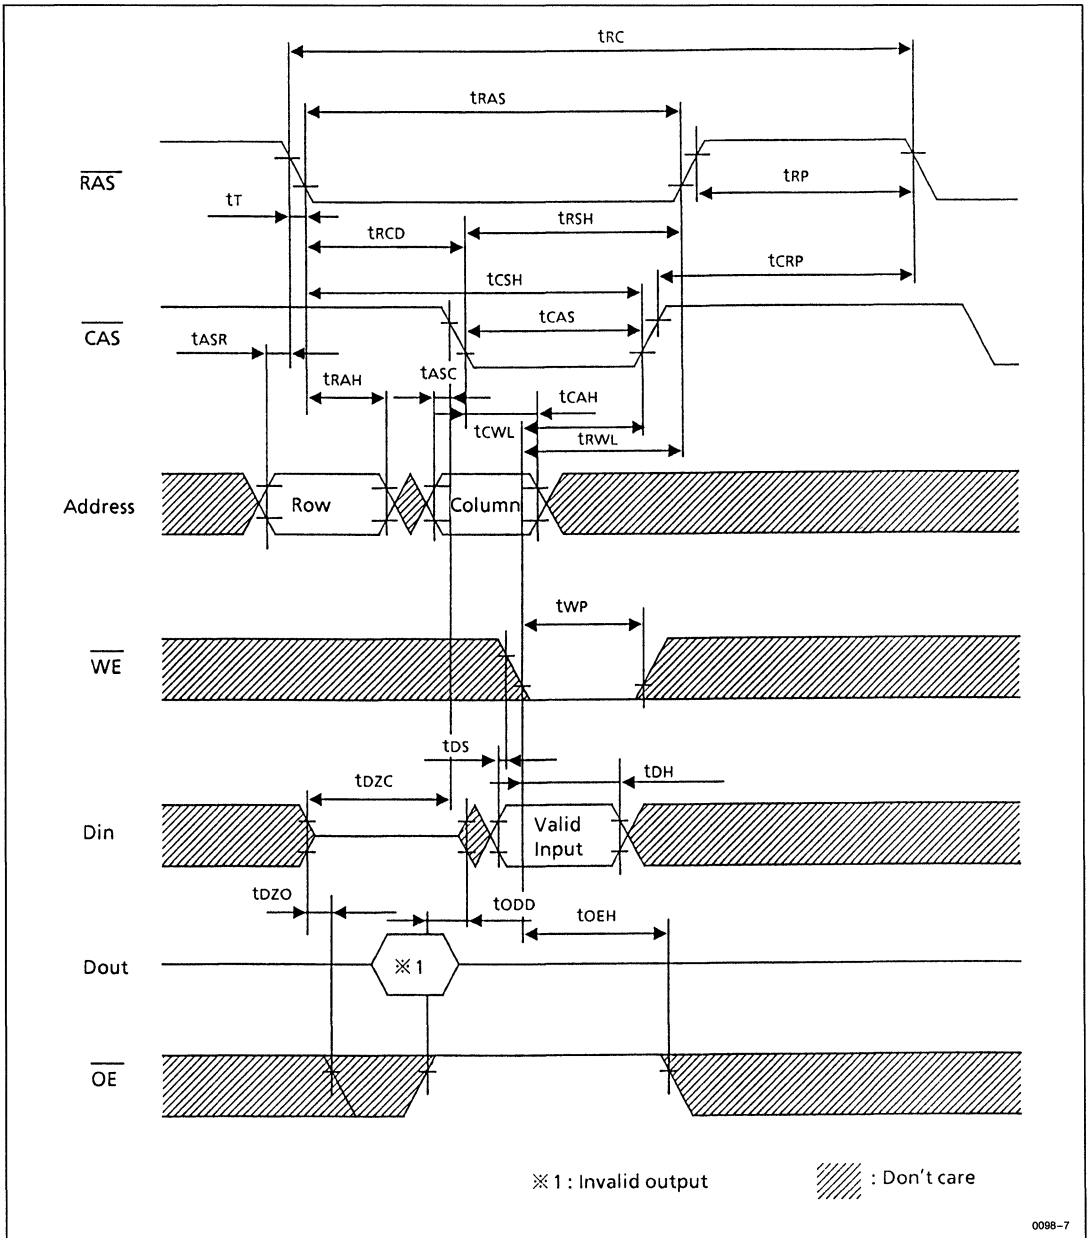 tRC
tRAS
RAS
tRP
tT
tRSH
tRCD
tCRP
tCSH
CAS
tCAS
tASR
tASC
tRAH
tCAH
tCWL
tRWL
Address
Row
Column
tWP
WE
tDS
tDH
tDZC
Din
Valid
Input
tDZO
tODD
tOEH
Dout
※1
OE
※1 : Invalid output
: Don't care
0098-7